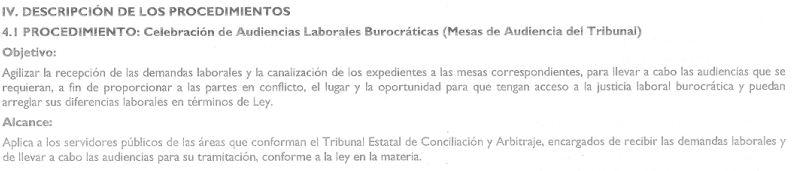 IV. DESCRIPCIÓN DE LOS PROCEDIMIENTOS
4.1 PROCEDIMIENTO: Celebración de Audiencias Laborales Burocráticas (Mesas de Audiencia del Tribunal)
Objetivo:
Agilizar la recepción de las demandas laborales y la canalización de los expedientes a las mesas correspondientes, para llevar a cabo las audiencias que se
requieran, a fin de proporcionar a las partes en conflicto, el lugar y la oportunidad para que tengan acceso a la justicia laboral burocrática y puedan
arreglar sus diferencias laborales en términos de Ley.
Alcance:
Aplica a los servidores públicos de las áreas que conforman el Tribunal Estatal de Conciliación y Arbitraje, encargados de recibir las demandas laborales y
de llevar a cabo las audiencias para su tramitación, conforme a la ley en la materia.